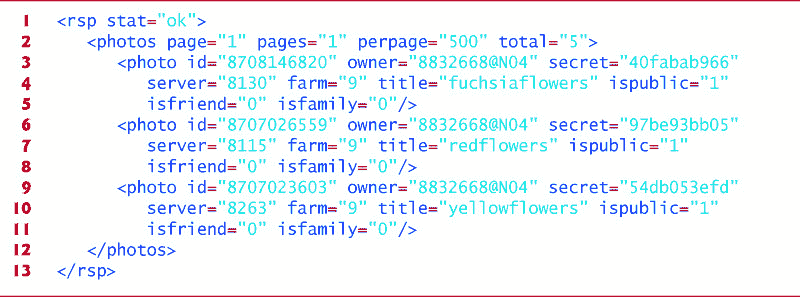 1 <rsp stat="ok">
2 <photos page="1" pages="1" perpage="500" total="5">
3 <photo id="8708146820" owner="8832668@N04" secret="40fabab966"
4 server="8130" farm="9" title="fuchsiaflowers" ispublic="1"
5 isfriend="0" isfamily="0"/>
6 <photo id="8707026559" owner="8832668@N04" secret="97be93bb05"
7 server="8115" farm="9" title="redflowers" ispublic="1"
8 isfriend="0" isfamily="0"/>
9 <photo id="8707023603" owner="8832668@N04" secret="54db053efd"
10 server="8263" farm="9" title="yellowflowers" ispublic="1"
11 isfriend="0" isfamily="0"/>
12 </photos>
13 </rsp>